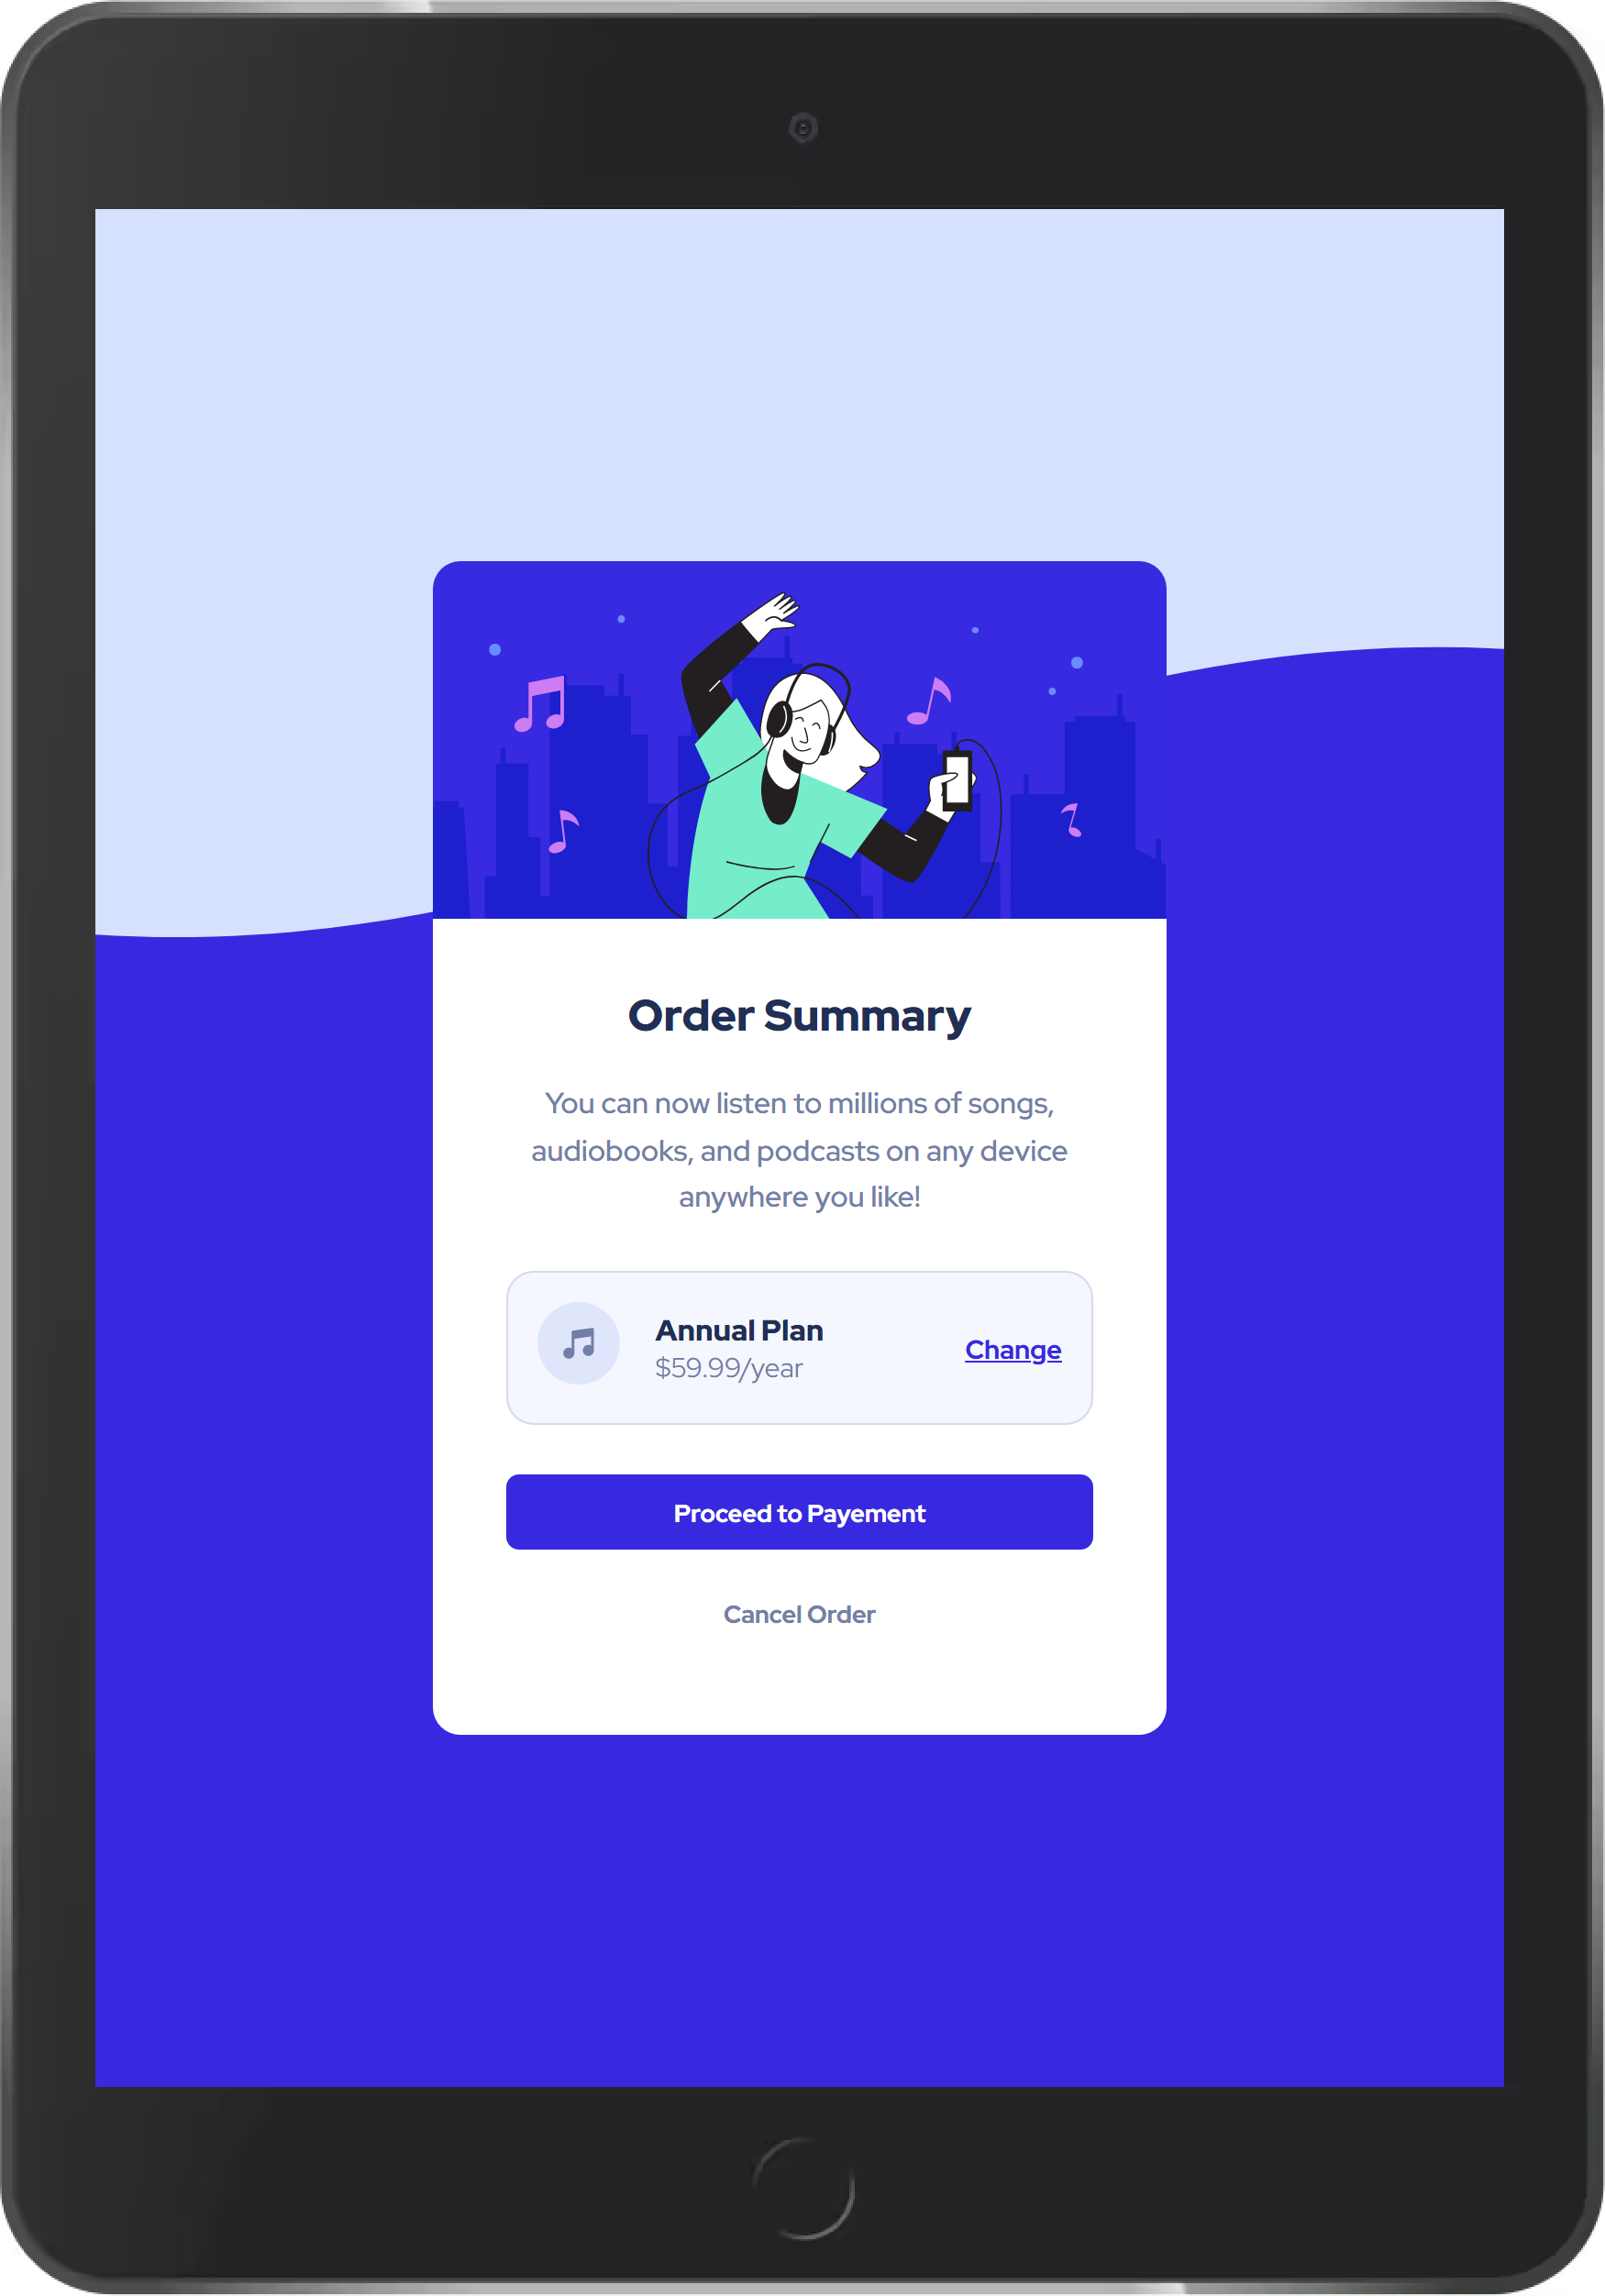 Order Summary
You can now listen to millions of songs,
audiobooks, and podcasts on any device
anywhere you like!
Annual Plan
$59.99/year
Change
Proceed to Payement
Cancel Order